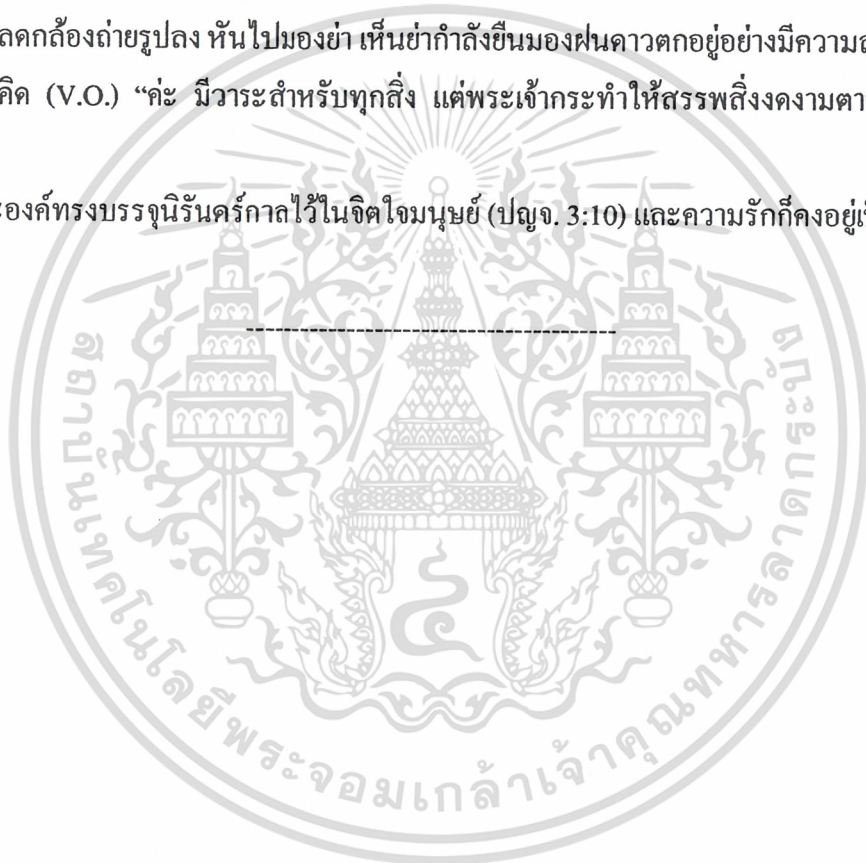 ลดกล้องถ่ายรูปลง หันไปมองย่า เห็นย่ากำลังยืนมองฝนดาวตกอยู่อย่างมีความ
คิด (V.O.) “ค่ะ มีวาระสำหรับทุกสิ่ง แต่พระเจ้ากระทำให้สรรพสิ่งงดงามตา
องค์ทรงบรรจุนิรันดร์กาลไว้ในจิตใจมนุษย์ (ปญจ. 3:10) และความรักก็คงอยู่
----------------------------------------
สถาบันเทคโนโลยีพระจอมเกล้าเจ้าคุณทหารลาดกระบัง